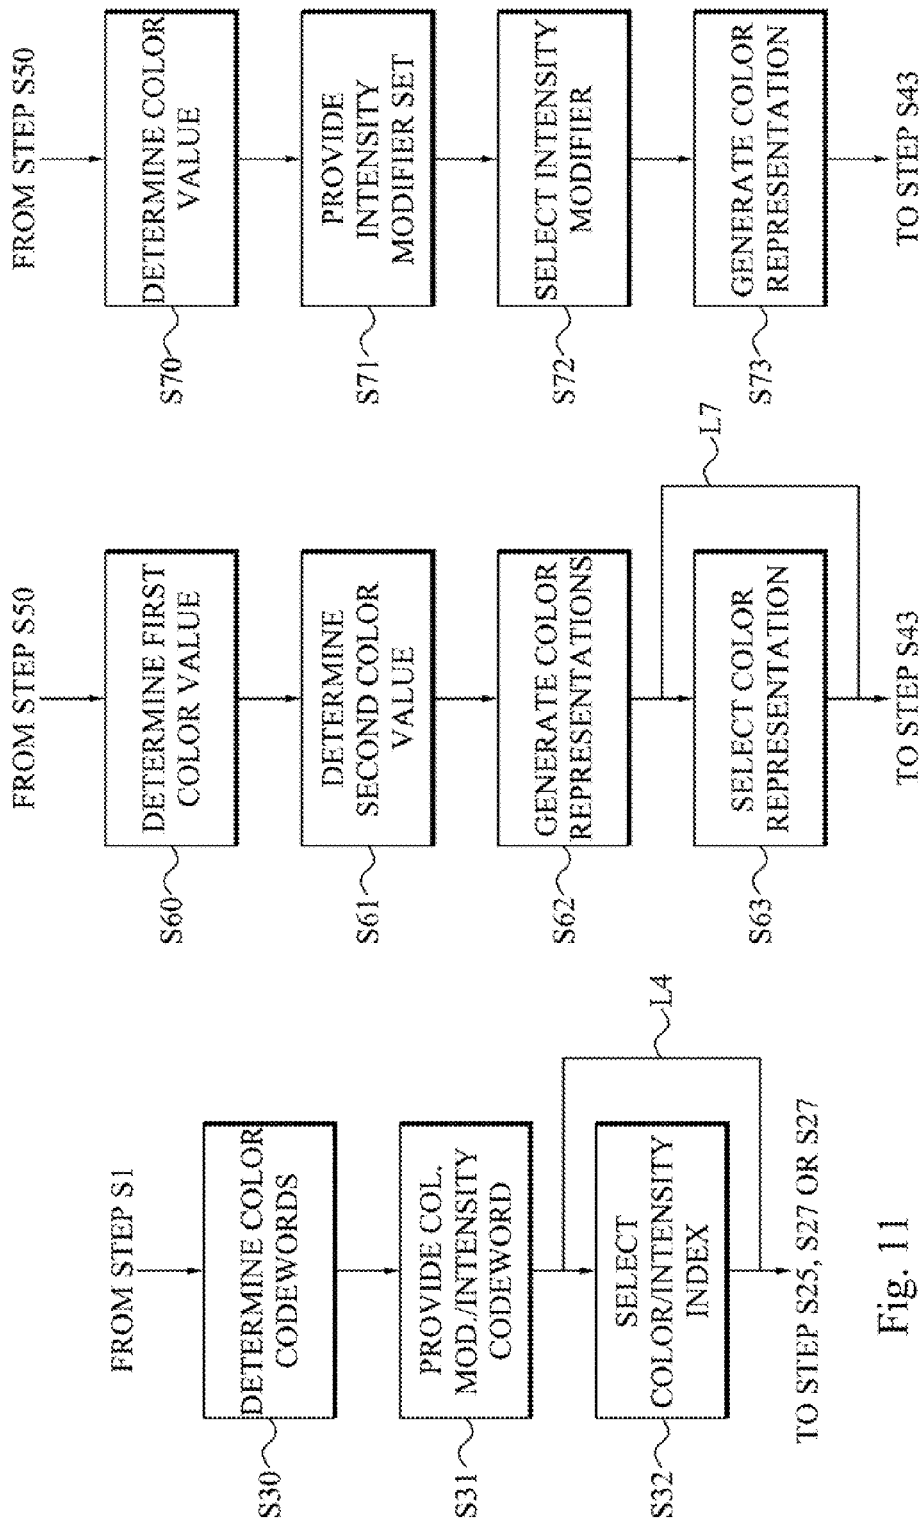 FROM STEP S1
S30
DETERMINE COLOR
CODEWORDS
S31
PROVIDE COL.
MOD./INTENSITY
CODEWORD
L4
S32
SELECT
COLOR/INTENSITY
INDEX
TO STEP S25, S27 OR S27
Fig. 11
FROM STEP S50
S60
DETERMINE FIRST
COLOR VALUE
S61
DETERMINE
SECOND COLOR
VALUE
S62
GENERATE COLOR
REPRESENTATIONS
L7
S63
SELECT COLOR
REPRESENTATION
TO STEP S43
FROM STEP S50
S70
DETERMINE COLOR
VALUE
S71
PROVIDE
INTENSITY
MODIFIER SET
S72
SELECT INTENSITY
MODIFIER
S73
GENERATE COLOR
REPRESENTATION
TO STEP S43